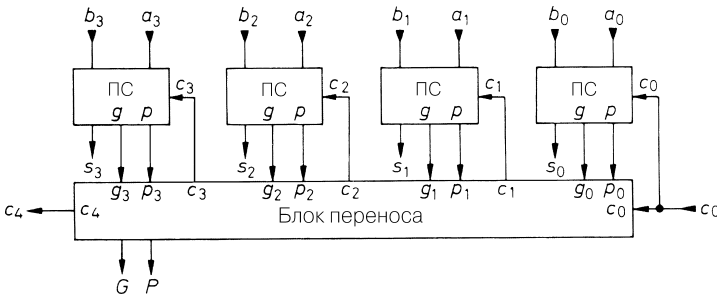 b₃ a₃ b₂ a₂ b₁ a₁ b₀ a₀
ПС c₃ ПС c₂ ПС c₁ ПС c₀
g p g p g p g p
s₃ s₂ s₁ s₀
g₃ p₃ c₃ g₂ p₂ c₂ g₁ p₁ c₁ g₀ p₀
c₄ c₄ Блок переноса c₀ c₀
G P